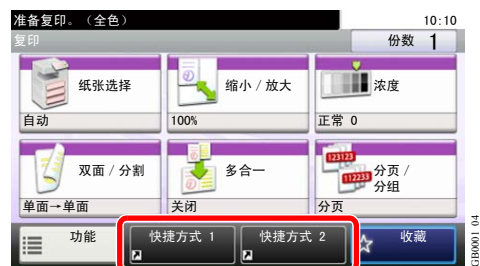 准备复印。（全色） 10:10
复印 份数 1
纸张选择 缩小 / 放大 浓度
自动 100% 正常 0
123123
112233
双面 / 分割 多合一 分页 /
分组
单面→单面 关闭 分页
功能 快捷方式 1 快捷方式 2 收藏
GB0001_04